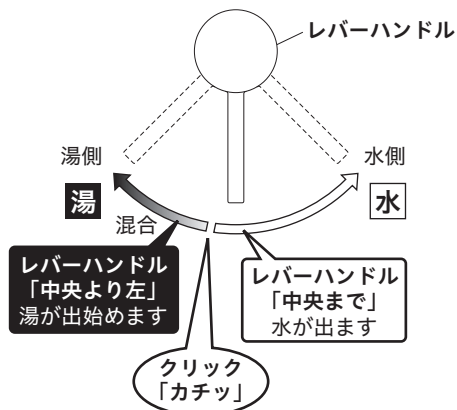 レバーハンドル
湯側
水側
湯
水
混合
レバーハンドル
「中央より左」
湯が出始めます
レバーハンドル
「中央まで」
水が出ます
クリック
「カチッ」